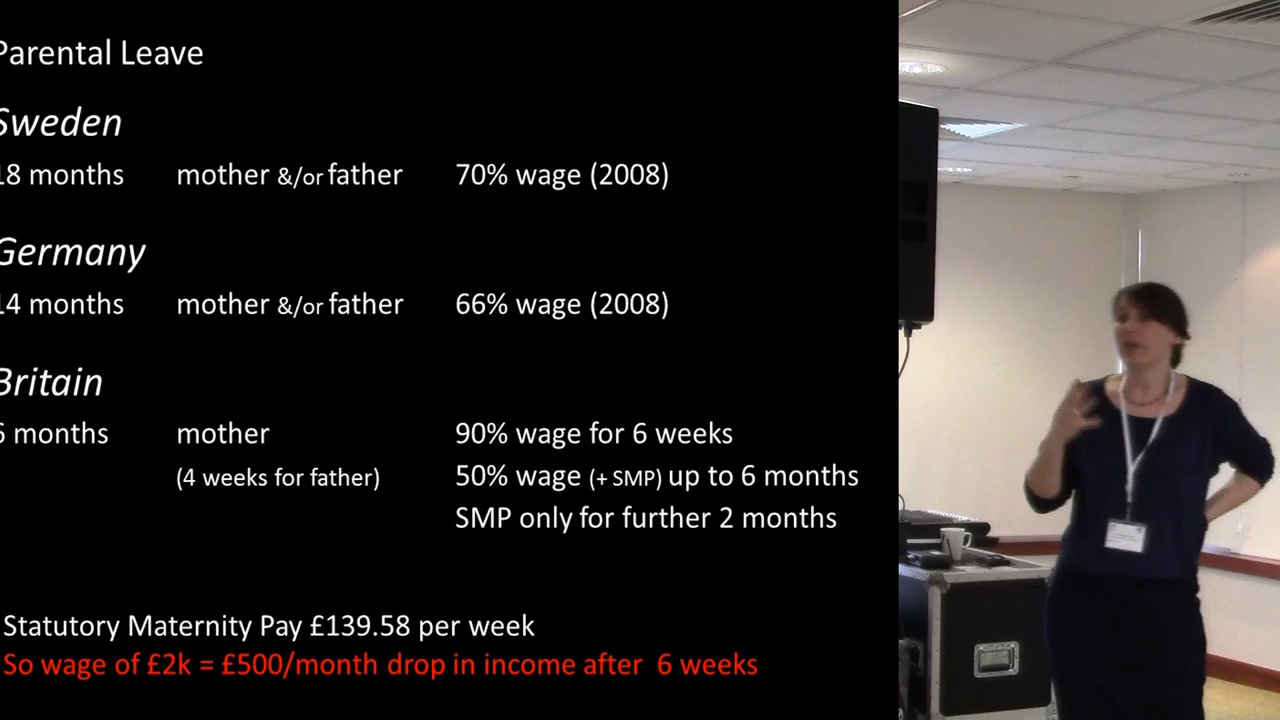 Parental Leave
Sweden
18 months mother &/or father 70% wage (2008)
Germany
14 months mother &/or father 66% wage (2008)
Britain
6 months mother 90% wage for 6 weeks
(4 weeks for father) 50% wage (+ SMP) up to 6 months
SMP only for further 2 months
Statutory Maternity Pay £139.58 per week
So wage of £2k = £500/month drop in income after 6 weeks